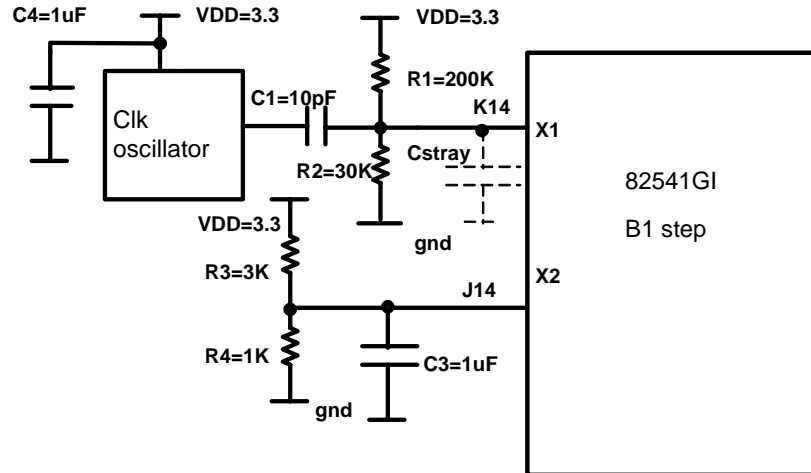 C4=1uF
VDD=3.3
VDD=3.3
R1=200K
C1=10pF
K14
Clk
oscillator
X1
Cstray
R2=30K
82541GI
VDD=3.3
gnd
B1 step
R3=3K
X2
J14
R4=1K
C3=1uF
gnd